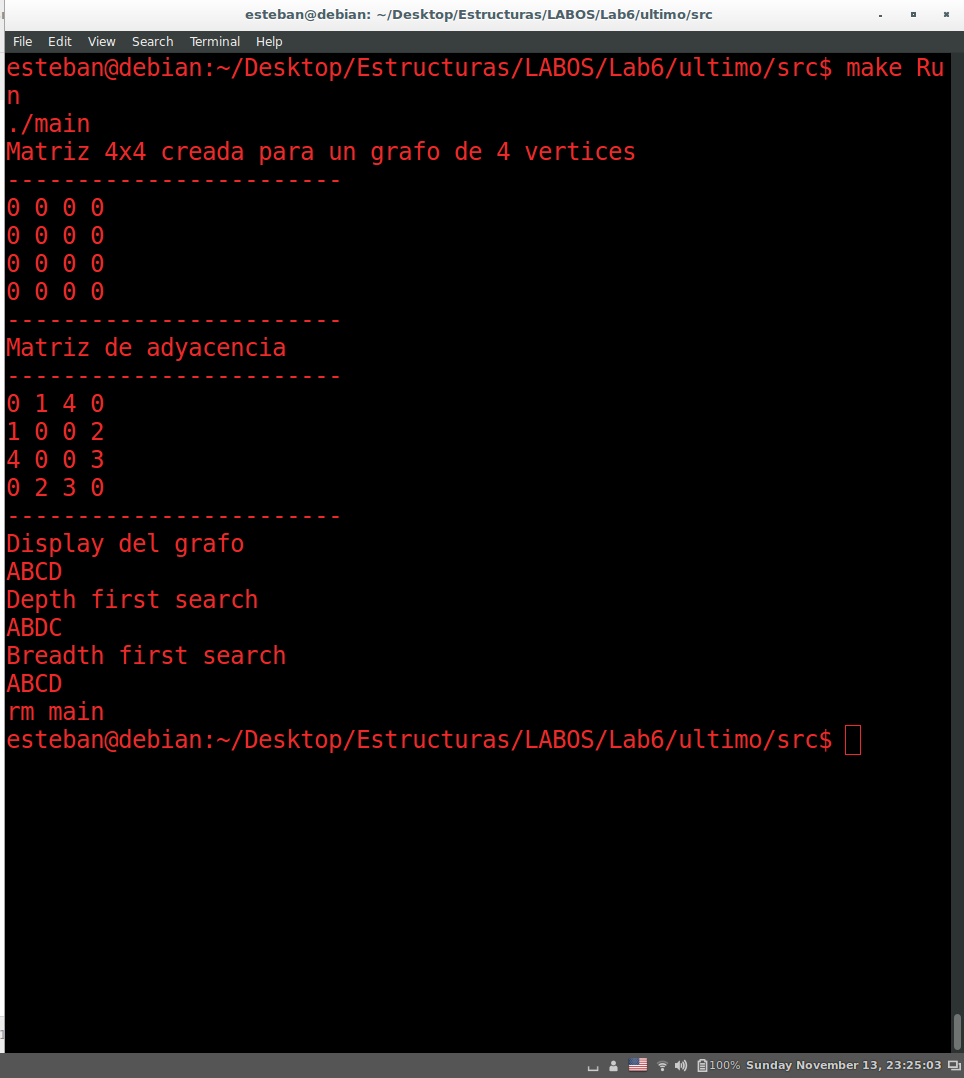 esteban@debian: ~/Desktop/Estructuras/LABOS/Lab6/ultimo/src
File Edit View Search Terminal Help
esteban@debian:~/Desktop/Estructuras/LABOS/Lab6/ultimo/src$ make Ru
n
./main
Matriz 4x4 creada para un grafo de 4 vertices
------------------------
0 0 0 0
0 0 0 0
0 0 0 0
0 0 0 0
------------------------
Matriz de adyacencia
------------------------
0 1 4 0
1 0 0 2
4 0 0 3
0 2 3 0
------------------------
Display del grafo
ABCD
Depth first search
ABDC
Breadth first search
ABCD
rm main
esteban@debian:~/Desktop/Estructuras/LABOS/Lab6/ultimo/src$
100% Sunday November 13, 23:25:03